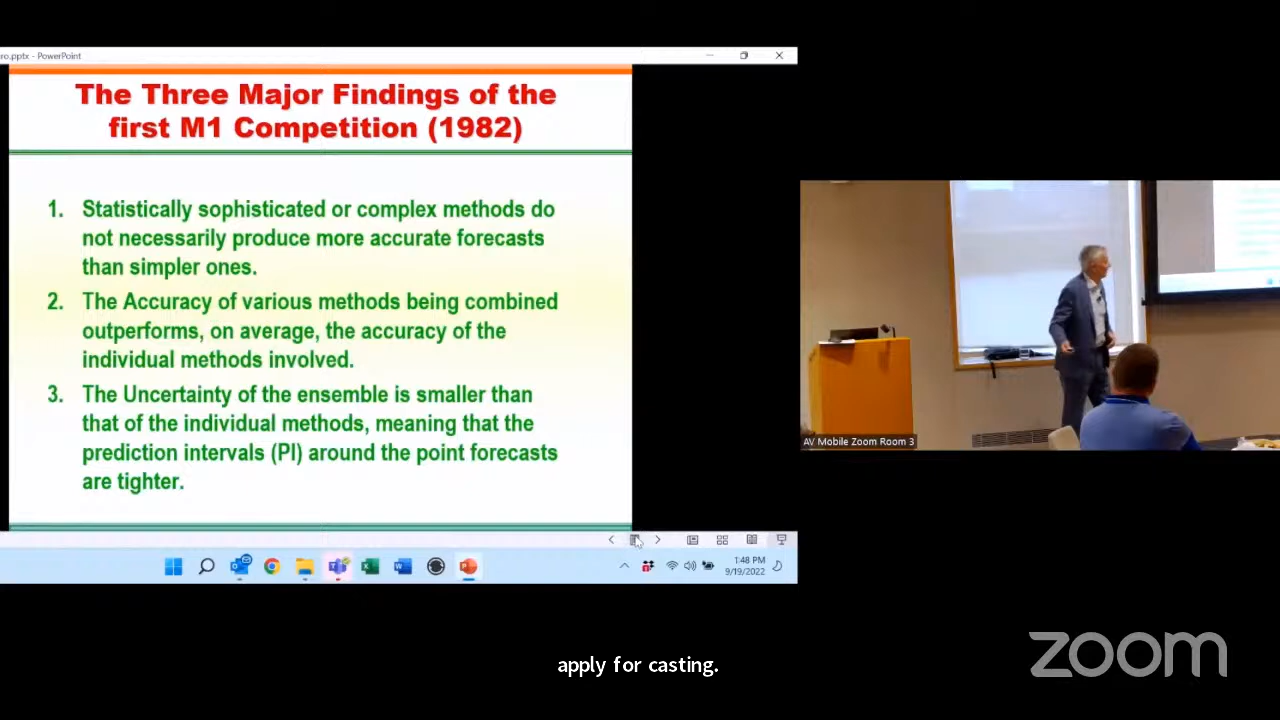 ro.pptx - PowerPoint
The Three Major Findings of the
first M1 Competition (1982)
1. Statistically sophisticated or complex methods do
not necessarily produce more accurate forecasts
than simpler ones.
2. The Accuracy of various methods being combined
outperforms, on average, the accuracy of the
individual methods involved.
3. The Uncertainty of the ensemble is smaller than
that of the individual methods, meaning that the
prediction intervals (PI) around the point forecasts
are tighter.
1:48 PM
9/19/2022
AV Mobile Zoom Room 3
apply for casting.
zoom